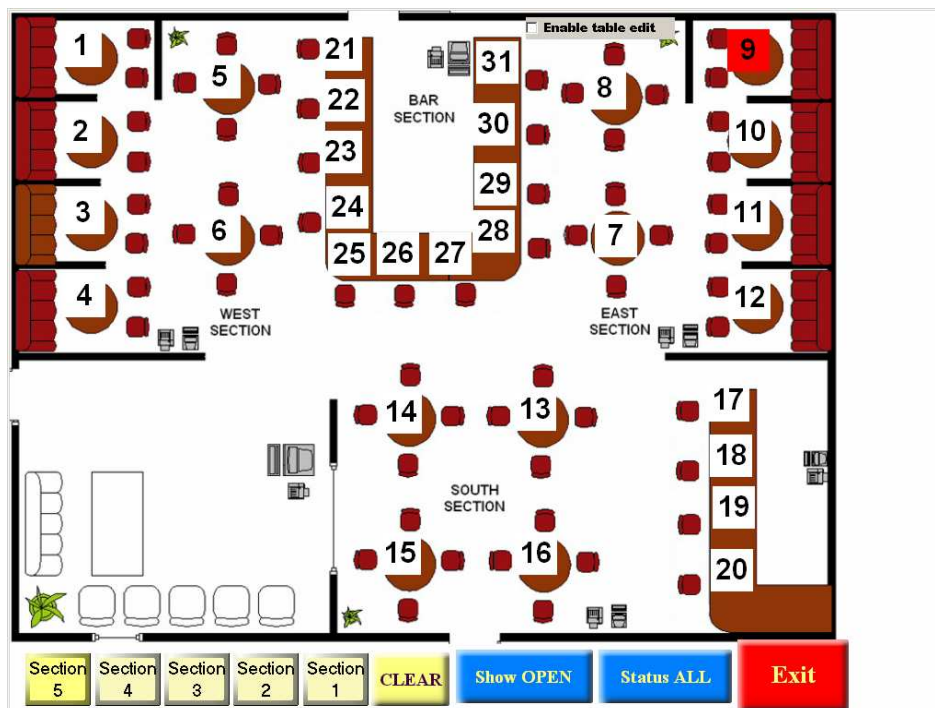 Enable table edit
1
5
21
31
8
9
22
BAR
SECTION
2
23
30
10
3
6
24
29
7
11
4
25
26
27
28
12
WEST
SECTION
EAST
SECTION
14
13
17
18
SOUTH
SECTION
19
15
16
20
Section
5
Section
4
Section
3
Section
2
Section
1
CLEAR
Show OPEN
Status ALL
Exit